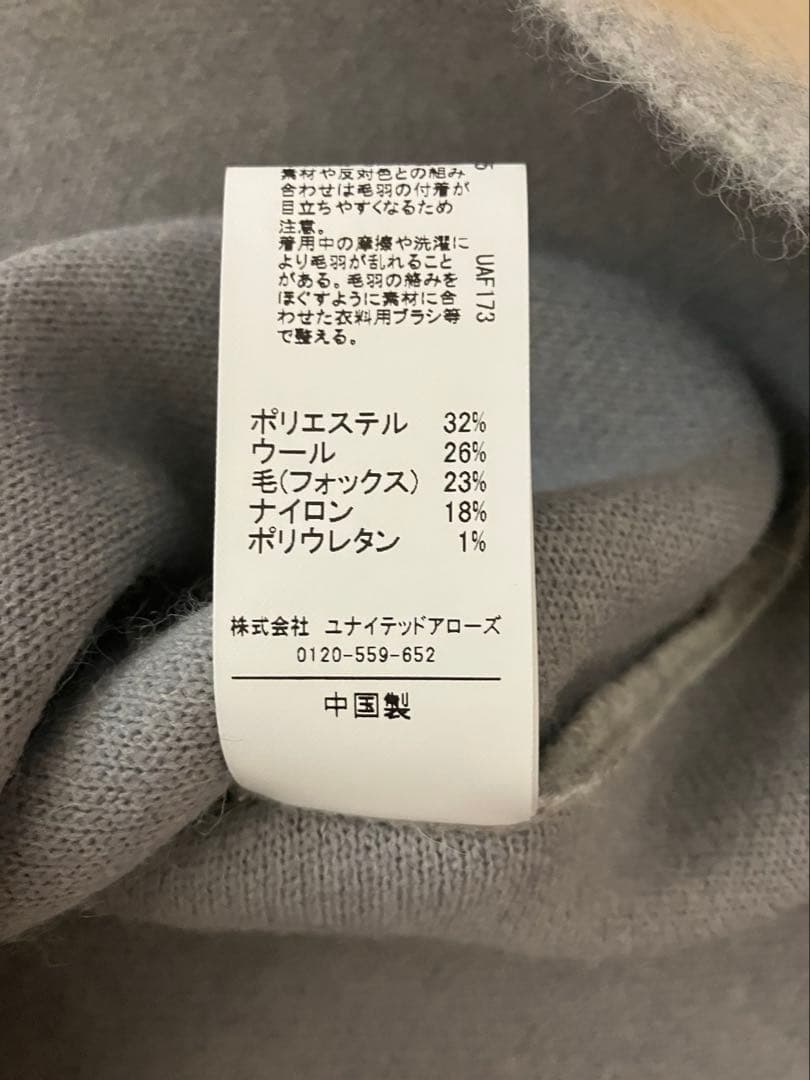 素材や反対色との組み
合わせは毛羽の付着が
目立ちやすくなるため
注意。
着用中の摩擦や洗濯に
より毛羽が乱れること
がある。毛羽の絡みを
ほぐすように素材に合
わせた衣料用ブラシ等
で整える。
UAF173
ポリエステル 32%
ウール 26%
毛(フォックス) 23%
ナイロン 18%
ポリウレタン 1%
株式会社 ユナイテッドアローズ
0120-559-652
中国製